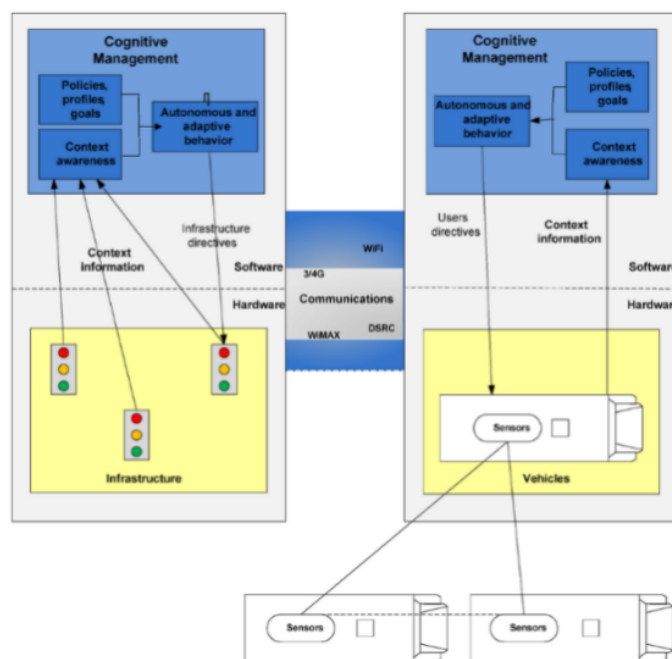 Cognitive
Management
Policies,
profiles,
goals
Autonomous and
adaptive
behavior
Context
awareness
Context
information
Infrastructure
directives
Software
Hardware
Infrastructure
WiFi
3/4G
Communications
DSRC
WiMAX
Cognitive
Management
Policies,
profiles,
goals
Autonomous and
adaptive
behavior
Context
awareness
Users
directives
Context
information
Software
Hardware
Sensors
Vehicles
Sensors
Sensors